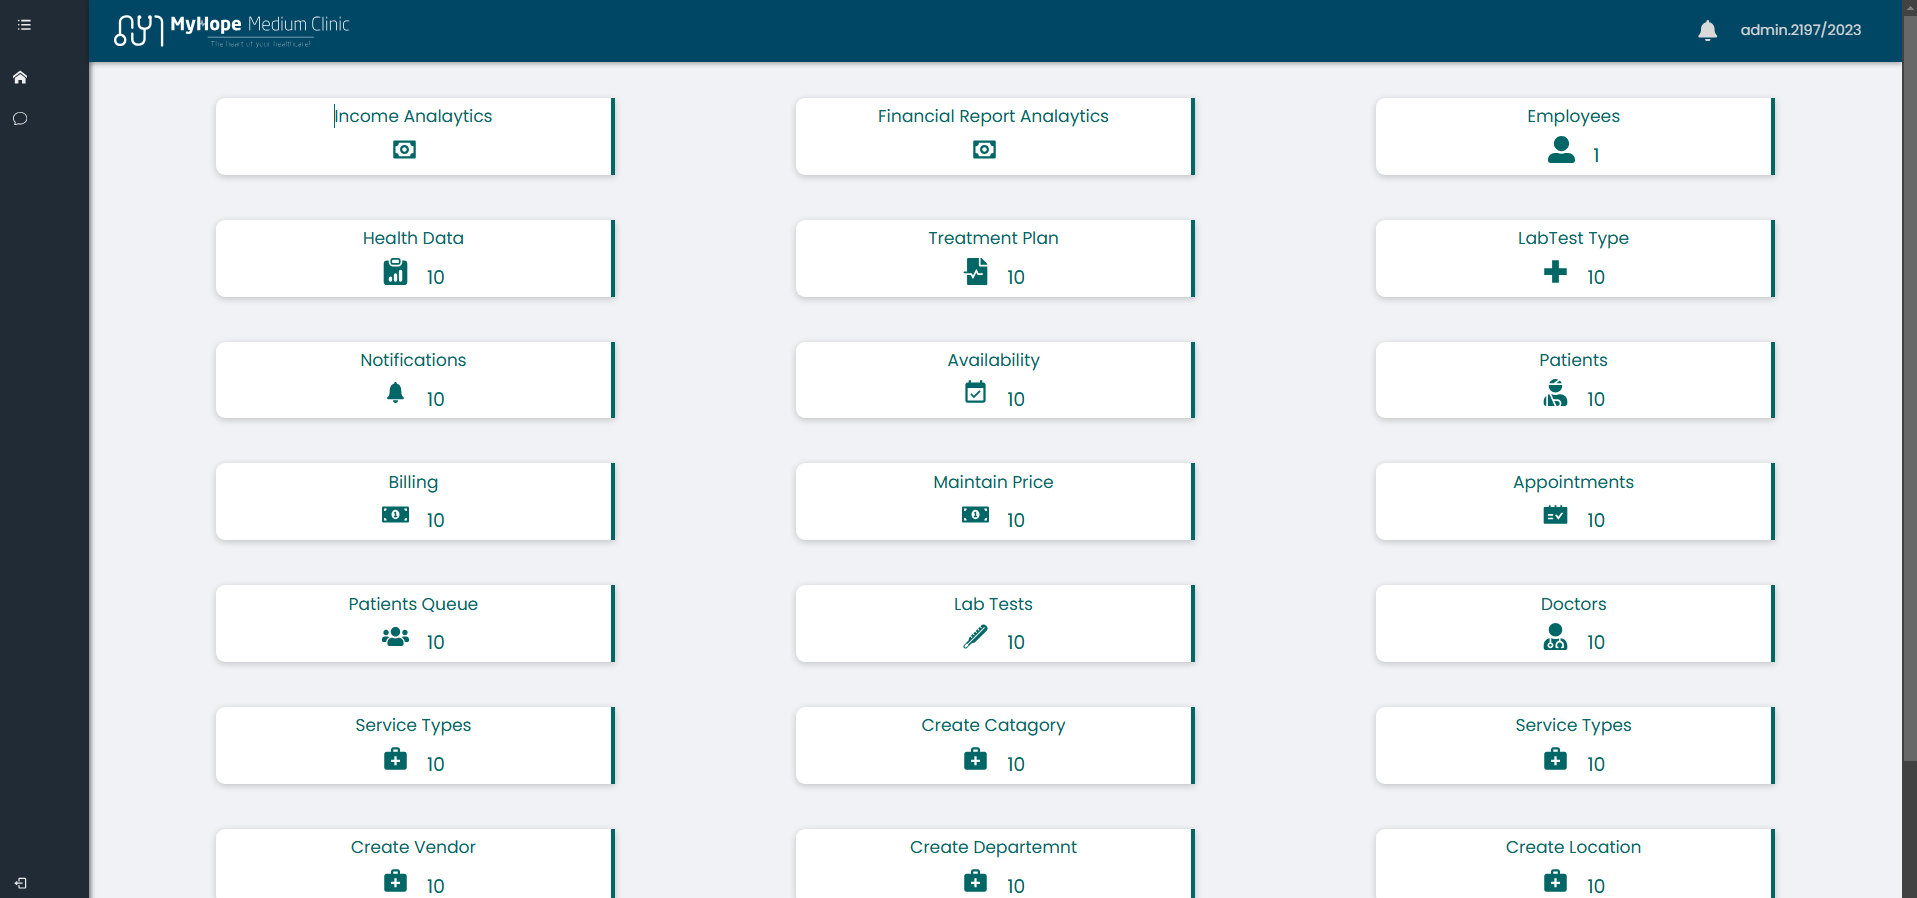 MyHope Medium Clinic
The heart of your healthcare!
admin.2197/2023
Income Analaytics
Financial Report Analaytics
Employees
1
Health Data
10
Treatment Plan
10
LabTest Type
10
Notifications
10
Availability
10
Patients
10
Billing
10
Maintain Price
10
Appointments
10
Patients Queue
10
Lab Tests
10
Doctors
10
Service Types
10
Create Catagory
10
Service Types
10
Create Vendor
10
Create Departemnt
10
Create Location
10